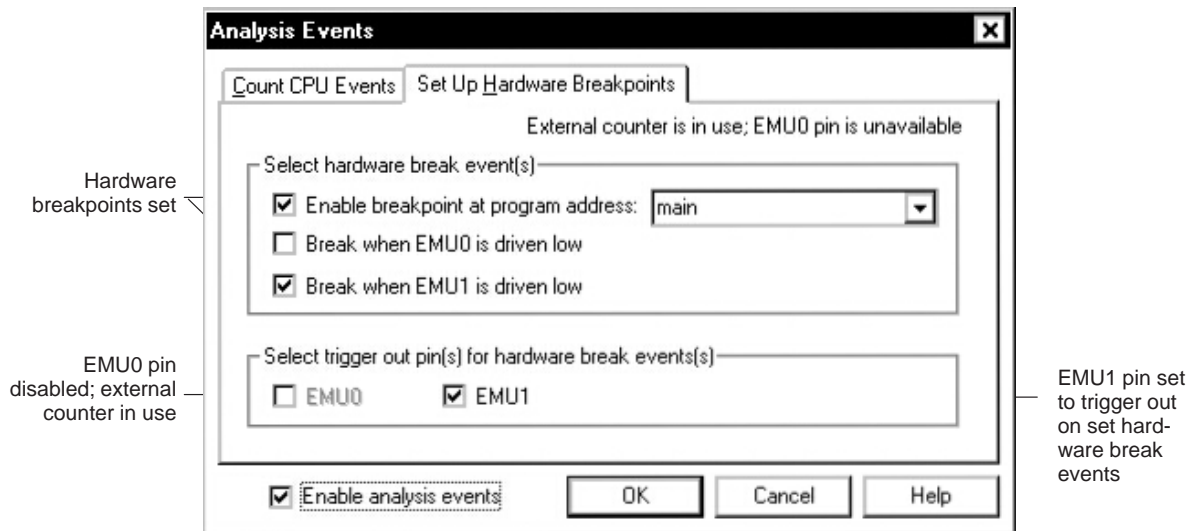 Analysis Events
Count CPU Events
Set Up Hardware Breakpoints
External counter is in use; EMU0 pin is unavailable
Select hardware break event(s)
Hardware
breakpoints set
Enable breakpoint at program address: main
Break when EMU0 is driven low
Break when EMU1 is driven low
Select trigger out pin(s) for hardware break events(s)
EMU0 pin
disabled; external
counter in use
EMU0 EMU1
EMU1 pin set
to trigger out
on set hard-
ware break
events
Enable analysis events
OK
Cancel
Help